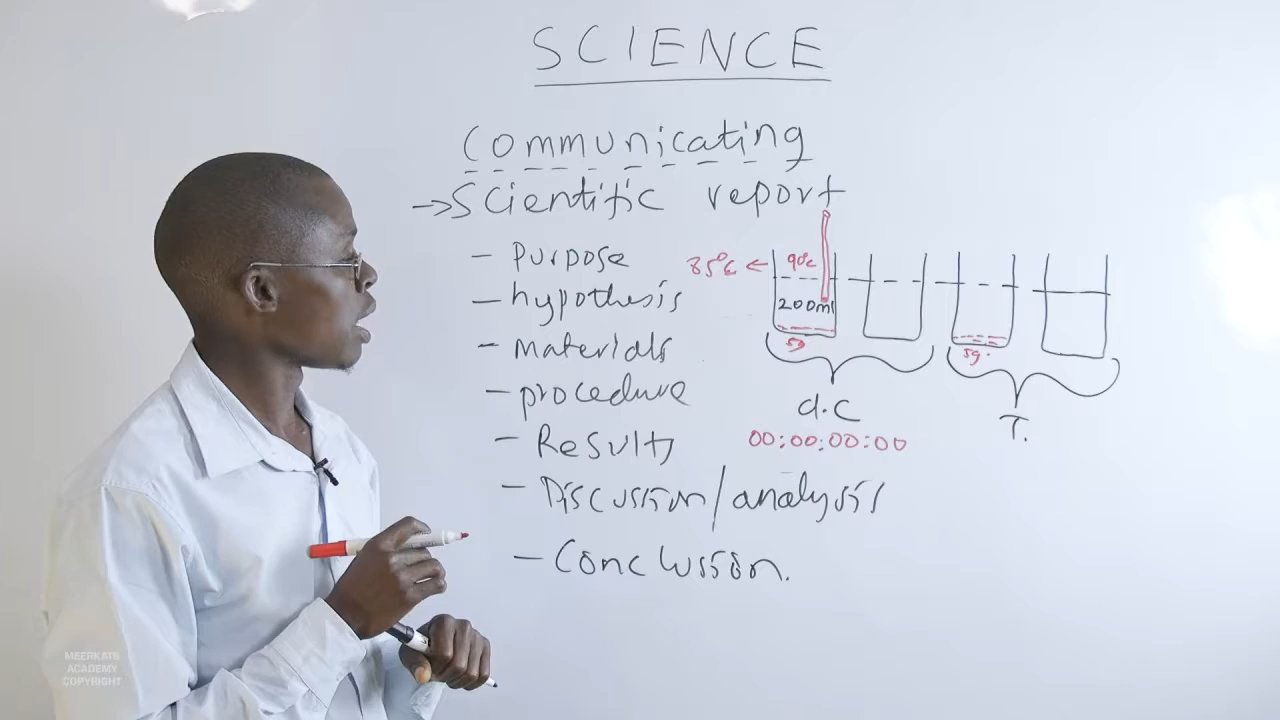 SCIENCE
Communicating
→ Scientific report
- Purpose
- hypothesis
- materials
- procedure
- Results
- Discussion/analysis
- Conclussion.
85°c ← 90°c
200ml
5g
5g.
d.c
T.
00:00:00:00
MEERKATS
ACADEMY
COPYRIGHT